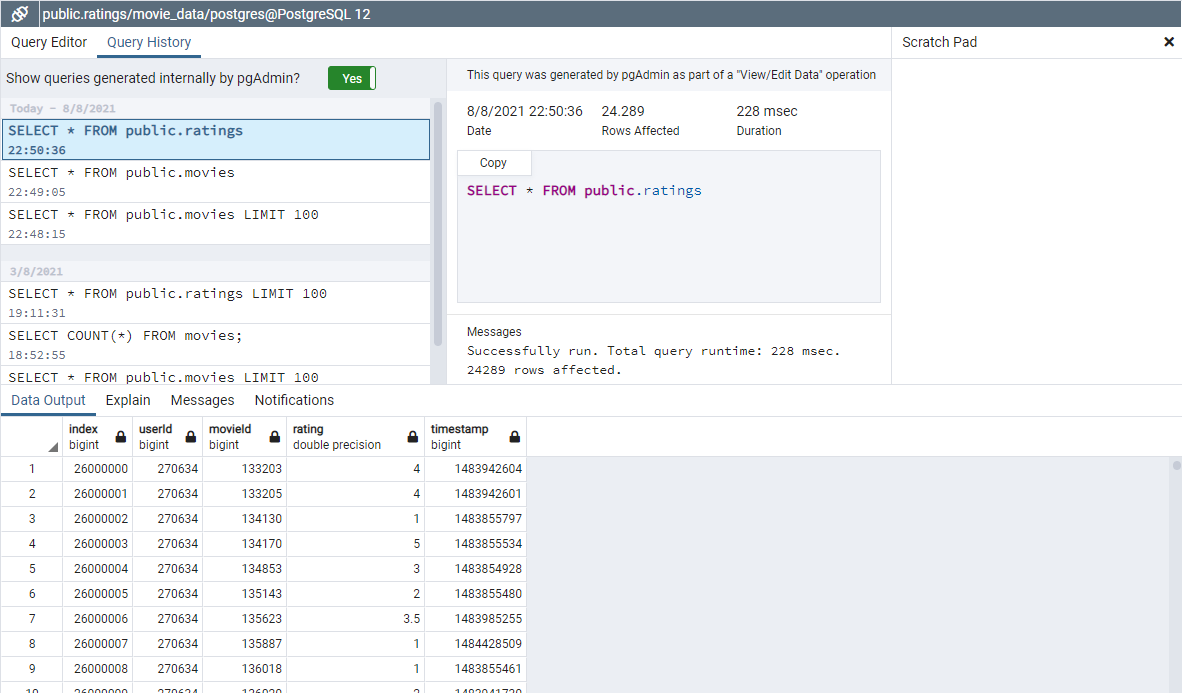 public.ratings/movie_data/postgres@PostgreSQL 12
Query Editor Query History
Scratch Pad
Show queries generated internally by pgAdmin? Yes
Today - 8/8/2021
SELECT * FROM public.ratings
22:50:36
SELECT * FROM public.movies
22:49:05
SELECT * FROM public.movies LIMIT 100
22:48:15
3/8/2021
SELECT * FROM public.ratings LIMIT 100
19:11:31
SELECT COUNT(*) FROM movies;
18:52:55
SELECT * FROM public.movies LIMIT 100
This query was generated by pgAdmin as part of a "View/Edit Data" operation
8/8/2021 22:50:36 24.289 228 msec
Date Rows Affected Duration
Copy
SELECT * FROM public.ratings
Messages
Successfully run. Total query runtime: 228 msec.
24289 rows affected.
Data Output Explain Messages Notifications
index userId movieId rating timestamp
bigint bigint bigint double precision bigint
1 26000000 270634 133203 4 1483942604
2 26000001 270634 133205 4 1483942601
3 26000002 270634 134130 1 1483855797
4 26000003 270634 134170 5 1483855534
5 26000004 270634 134853 3 1483854928
6 26000005 270634 135143 2 1483855480
7 26000006 270634 135623 3.5 1483985255
8 26000007 270634 135887 1 1484428509
9 26000008 270634 136018 1 1483855461
10 26000009 270634